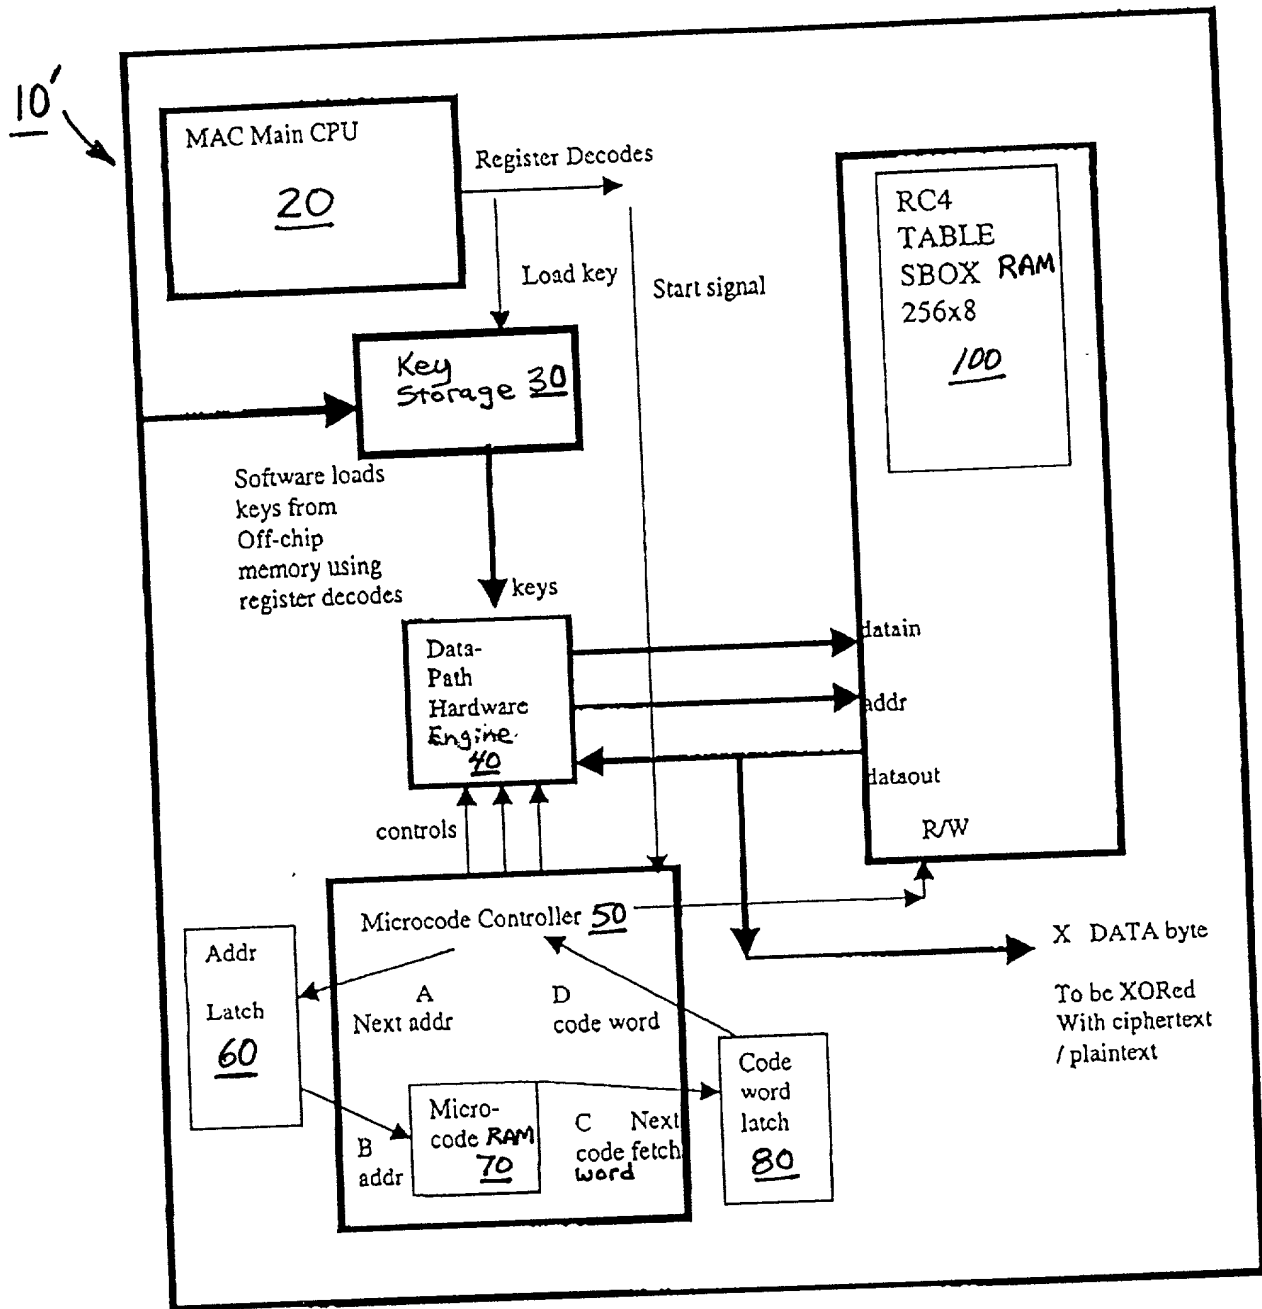 10'
MAC Main CPU
20
Register Decodes
Load key
Start signal
RC4
TABLE
SBOX RAM
256x8
100
Key
Storage 30
Software loads
keys from
Off-chip
memory using
register decodes
keys
Data-
Path
Hardware
Engine
40
datain
addr
dataout
R/W
controls
Microcode Controller 50
Addr
Latch
60
A
Next addr
D
code word
X DATA byte
To be XORed
With ciphertext
/ plaintext
B
addr
Micro-
code RAM
70
C Next
code fetch
word
Code
word
latch
80